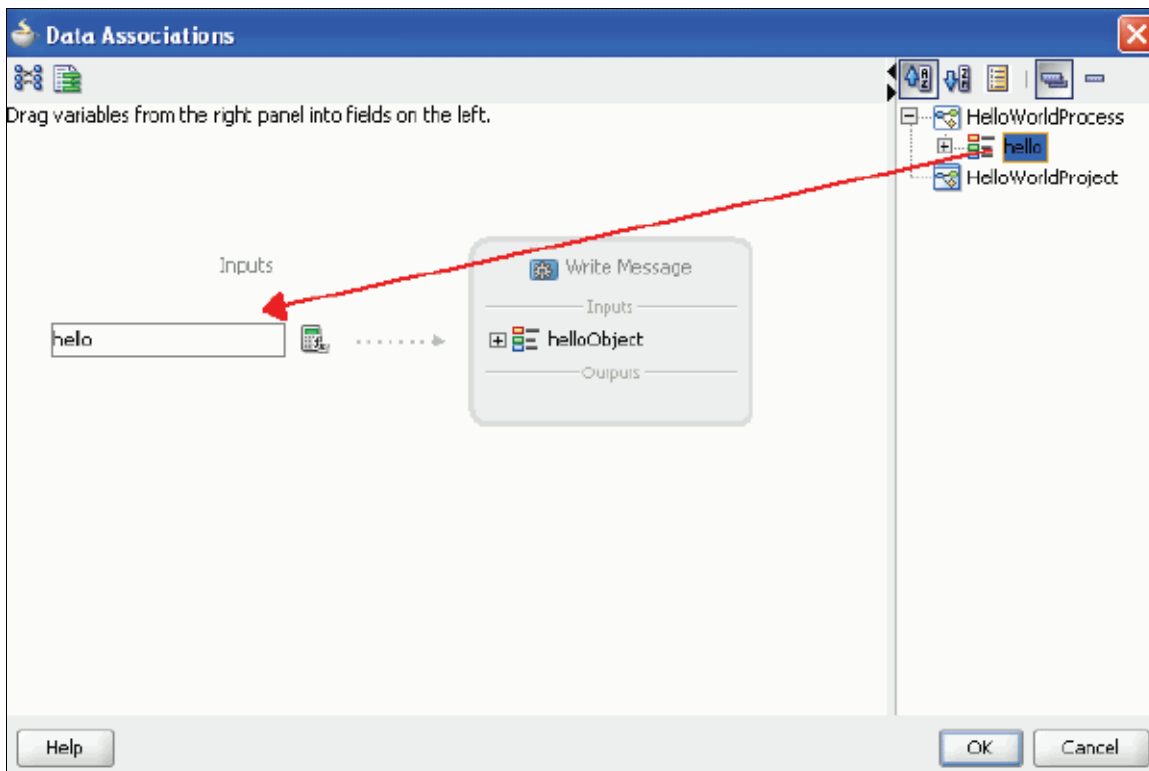 Data Associations
Drag variables from the right panel into fields on the left.
HelloWorldProcess
hello
HelloWorldProject
Inputs
Write Message
Inputs
hello
helloObject
Outputs
Help
OK
Cancel